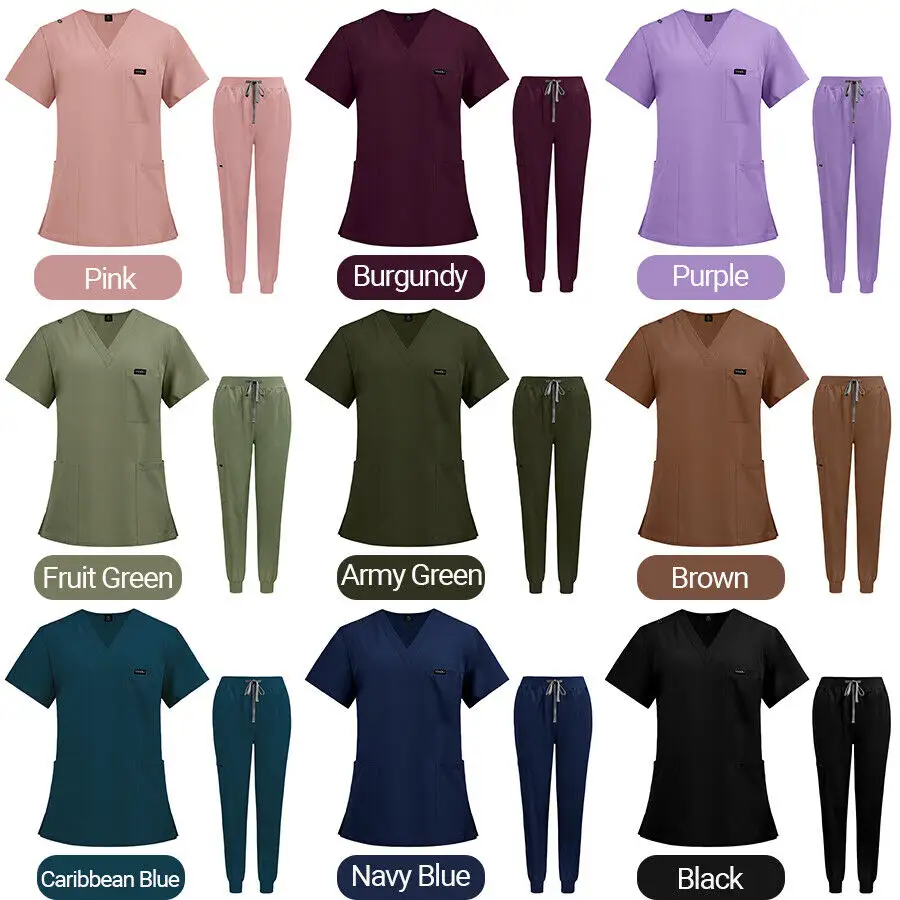 Pink
Burgundy
Purple
Fruit Green
Army Green
Brown
Caribbean Blue
Navy Blue
Black